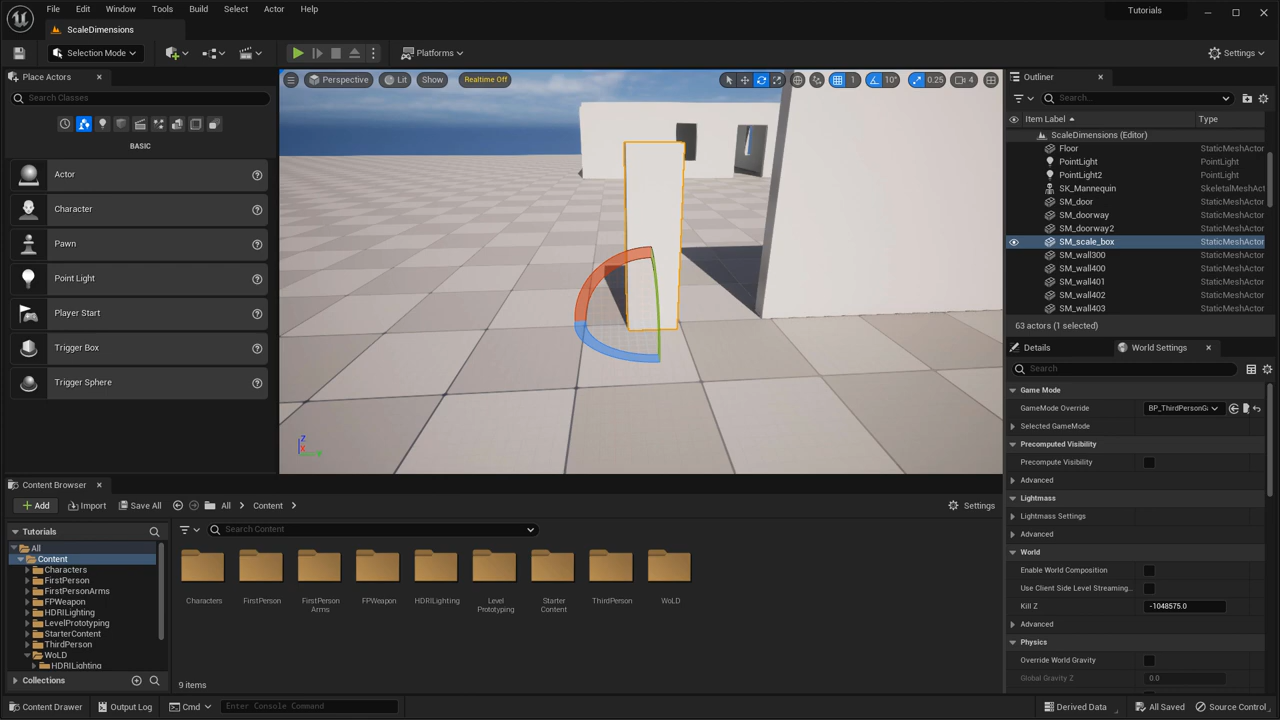 File
Edit
Window
Tools
Build
Select
Actor
Help
Tutorials
ScaleDimensions
Selection Mode
Platforms
Settings
Place Actors
Search Classes
BASIC
Actor
Character
Pawn
Point Light
Player Start
Trigger Box
Trigger Sphere
Perspective
Lit
Show
Realtime Off
1
10°
0.25
4
Z
X
Outliner
Search...
Item Label
Type
ScaleDimensions (Editor)
Floor StaticMeshActor
PointLight PointLight
PointLight2 PointLight
SK_Mannequin SkeletalMeshAct
SM_door StaticMeshActor
SM_doorway StaticMeshActor
SM_doorway2 StaticMeshActor
SM_scale_box StaticMeshActor
SM_wall300 StaticMeshActor
SM_wall400 StaticMeshActor
SM_wall401 StaticMeshActor
SM_wall402 StaticMeshActor
SM_wall403 StaticMeshActor
63 actors (1 selected)
Details
World Settings
Search
Game Mode
GameMode Override BP_ThirdPersonGa
Selected GameMode
Precomputed Visibility
Precompute Visibility
Advanced
Lightmass
Lightmass Settings
Advanced
World
Enable World Composition
Use Client Side Level Streaming...
Kill Z -1048575.0
Advanced
Physics
Override World Gravity
Global Gravity Z 0.0
Content Browser
Add
Import
Save All
All
Content
Settings
Tutorials
Search Content
All
Content
Characters
FirstPerson
FirstPersonArms
FPWeapon
HDRILighting
LevelPrototyping
StarterContent
ThirdPerson
WoLD
HDRILighting
Collections
Characters
FirstPerson
FirstPerson
Arms
FPWeapon
HDRILighting
Level
Prototyping
Starter
Content
ThirdPerson
WoLD
9 items
Content Drawer
Output Log
Cmd
Enter Console Command
Derived Data
All Saved
Source Control